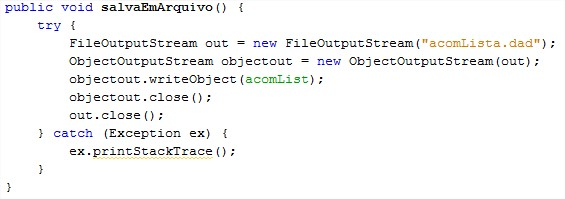 public void salvaEmArquivo() {
    try {
        FileOutputStream out = new FileOutputStream("acomLista.dad");
        ObjectOutputStream objectout = new ObjectOutputStream(out);
        objectout.writeObject(acomList);
        objectout.close();
        out.close();
    } catch (Exception ex) {
        ex.printStackTrace();
    }
}